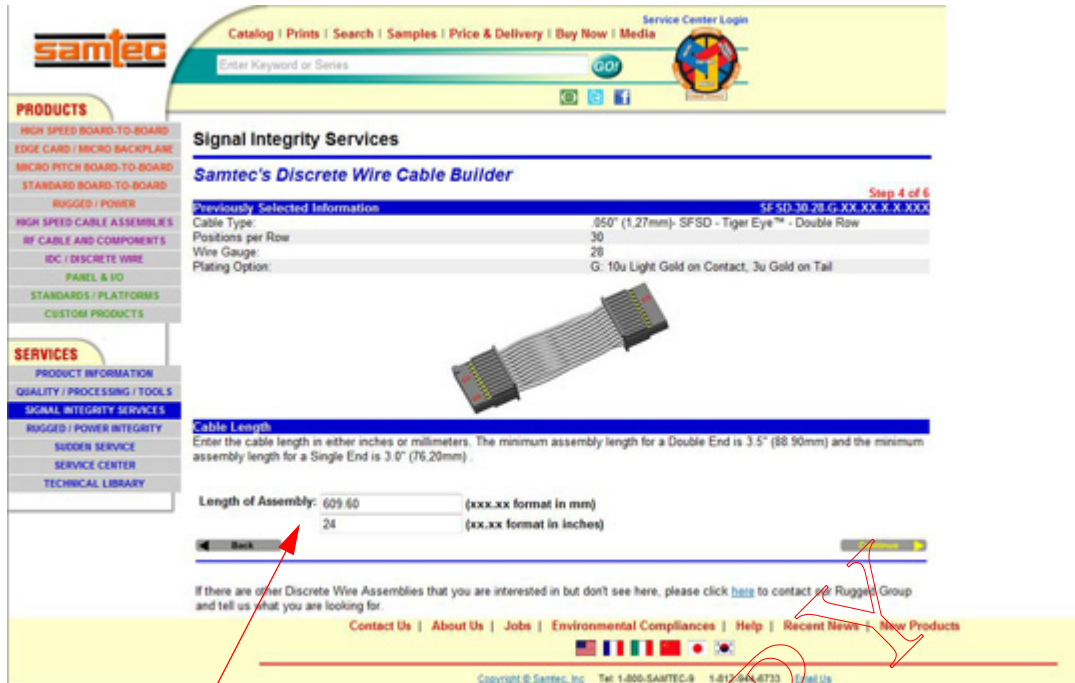 Service Center Login
samtec
Catalog | Prints | Search | Samples | Price & Delivery | Buy Now | Media
Enter Keyword or Series
GO!
PRODUCTS
HIGH SPEED BOARD-TO-BOARD
EDGE CARD / MICRO BACKPLANE
MICRO PITCH BOARD-TO-BOARD
STANDARD BOARD-TO-BOARD
RUGGED / POWER
HIGH SPEED CABLE ASSEMBLIES
RF CABLE AND COMPONENTS
IDC / DISCRETE WIRE
PANEL & I/O
STANDARDS / PLATFORMS
CUSTOM PRODUCTS
SERVICES
PRODUCT INFORMATION
QUALITY / PROCESSING / TOOLS
SIGNAL INTEGRITY SERVICES
RUGGED / POWER INTEGRITY
SUDDEN SERVICE
SERVICE CENTER
TECHNICAL LIBRARY
Signal Integrity Services
Samtec's Discrete Wire Cable Builder
Step 4 of 6
Previously Selected Information SFSD-30-28-G-XX.XX-X-X-XXX
Cable Type: .050" (1,27mm)- SFSD - Tiger Eye™ - Double Row
Positions per Row 30
Wire Gauge: 28
Plating Option: G: 10u Light Gold on Contact, 3u Gold on Tail
Cable Length
Enter the cable length in either inches or millimeters. The minimum assembly length for a Double End is 3.5" (88.90mm) and the minimum
assembly length for a Single End is 3.0" (76,20mm) .
Length of Assembly: 609.60 (xxx.xx format in mm)
24 (xx.xx format in inches)
Back
Continue
If there are other Discrete Wire Assemblies that you are interested in but don't see here, please click here to contact our Rugged Group
and tell us what you are looking for.
Contact Us | About Us | Jobs | Environmental Compliances | Help | Recent News | New Products
Copyright © Samtec, Inc Tel: 1-800-SAMTEC-9 1-812-944-6733 Email Us
P Y